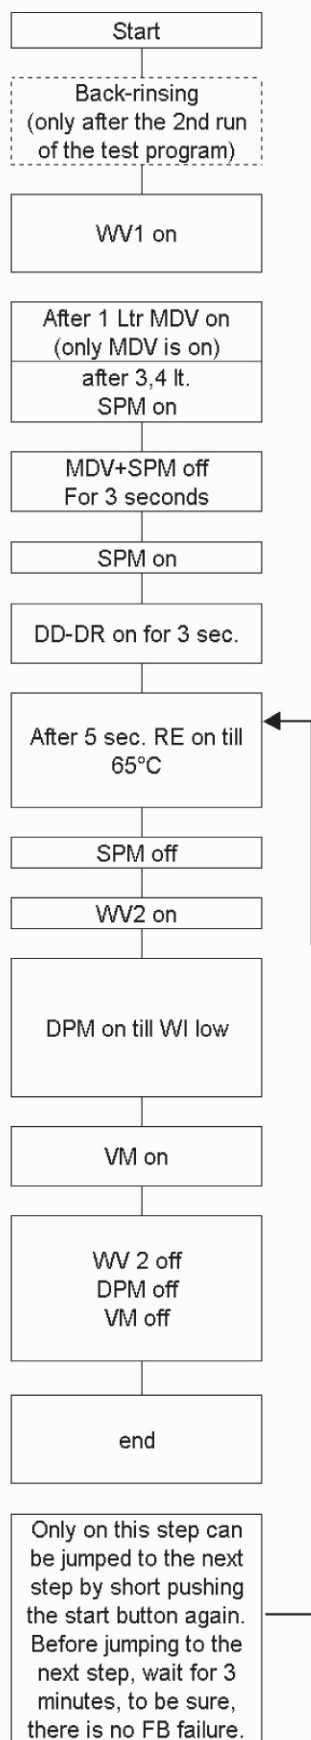 Start
Back-rinsing
(only after the 2nd run
of the test program)
WV1 on
After 1 Ltr MDV on
(only MDV is on)
after 3,4 lt.
SPM on
MDV+SPM off
For 3 seconds
SPM on
DD-DR on for 3 sec.
After 5 sec. RE on till
65°C
SPM off
WV2 on
DPM on till WI low
VM on
WV 2 off
DPM off
VM off
end
Only on this step can
be jumped to the next
step by short pushing
the start button again.
Before jumping to the
next step, wait for 3
minutes, to be sure,
there is no FB failure.